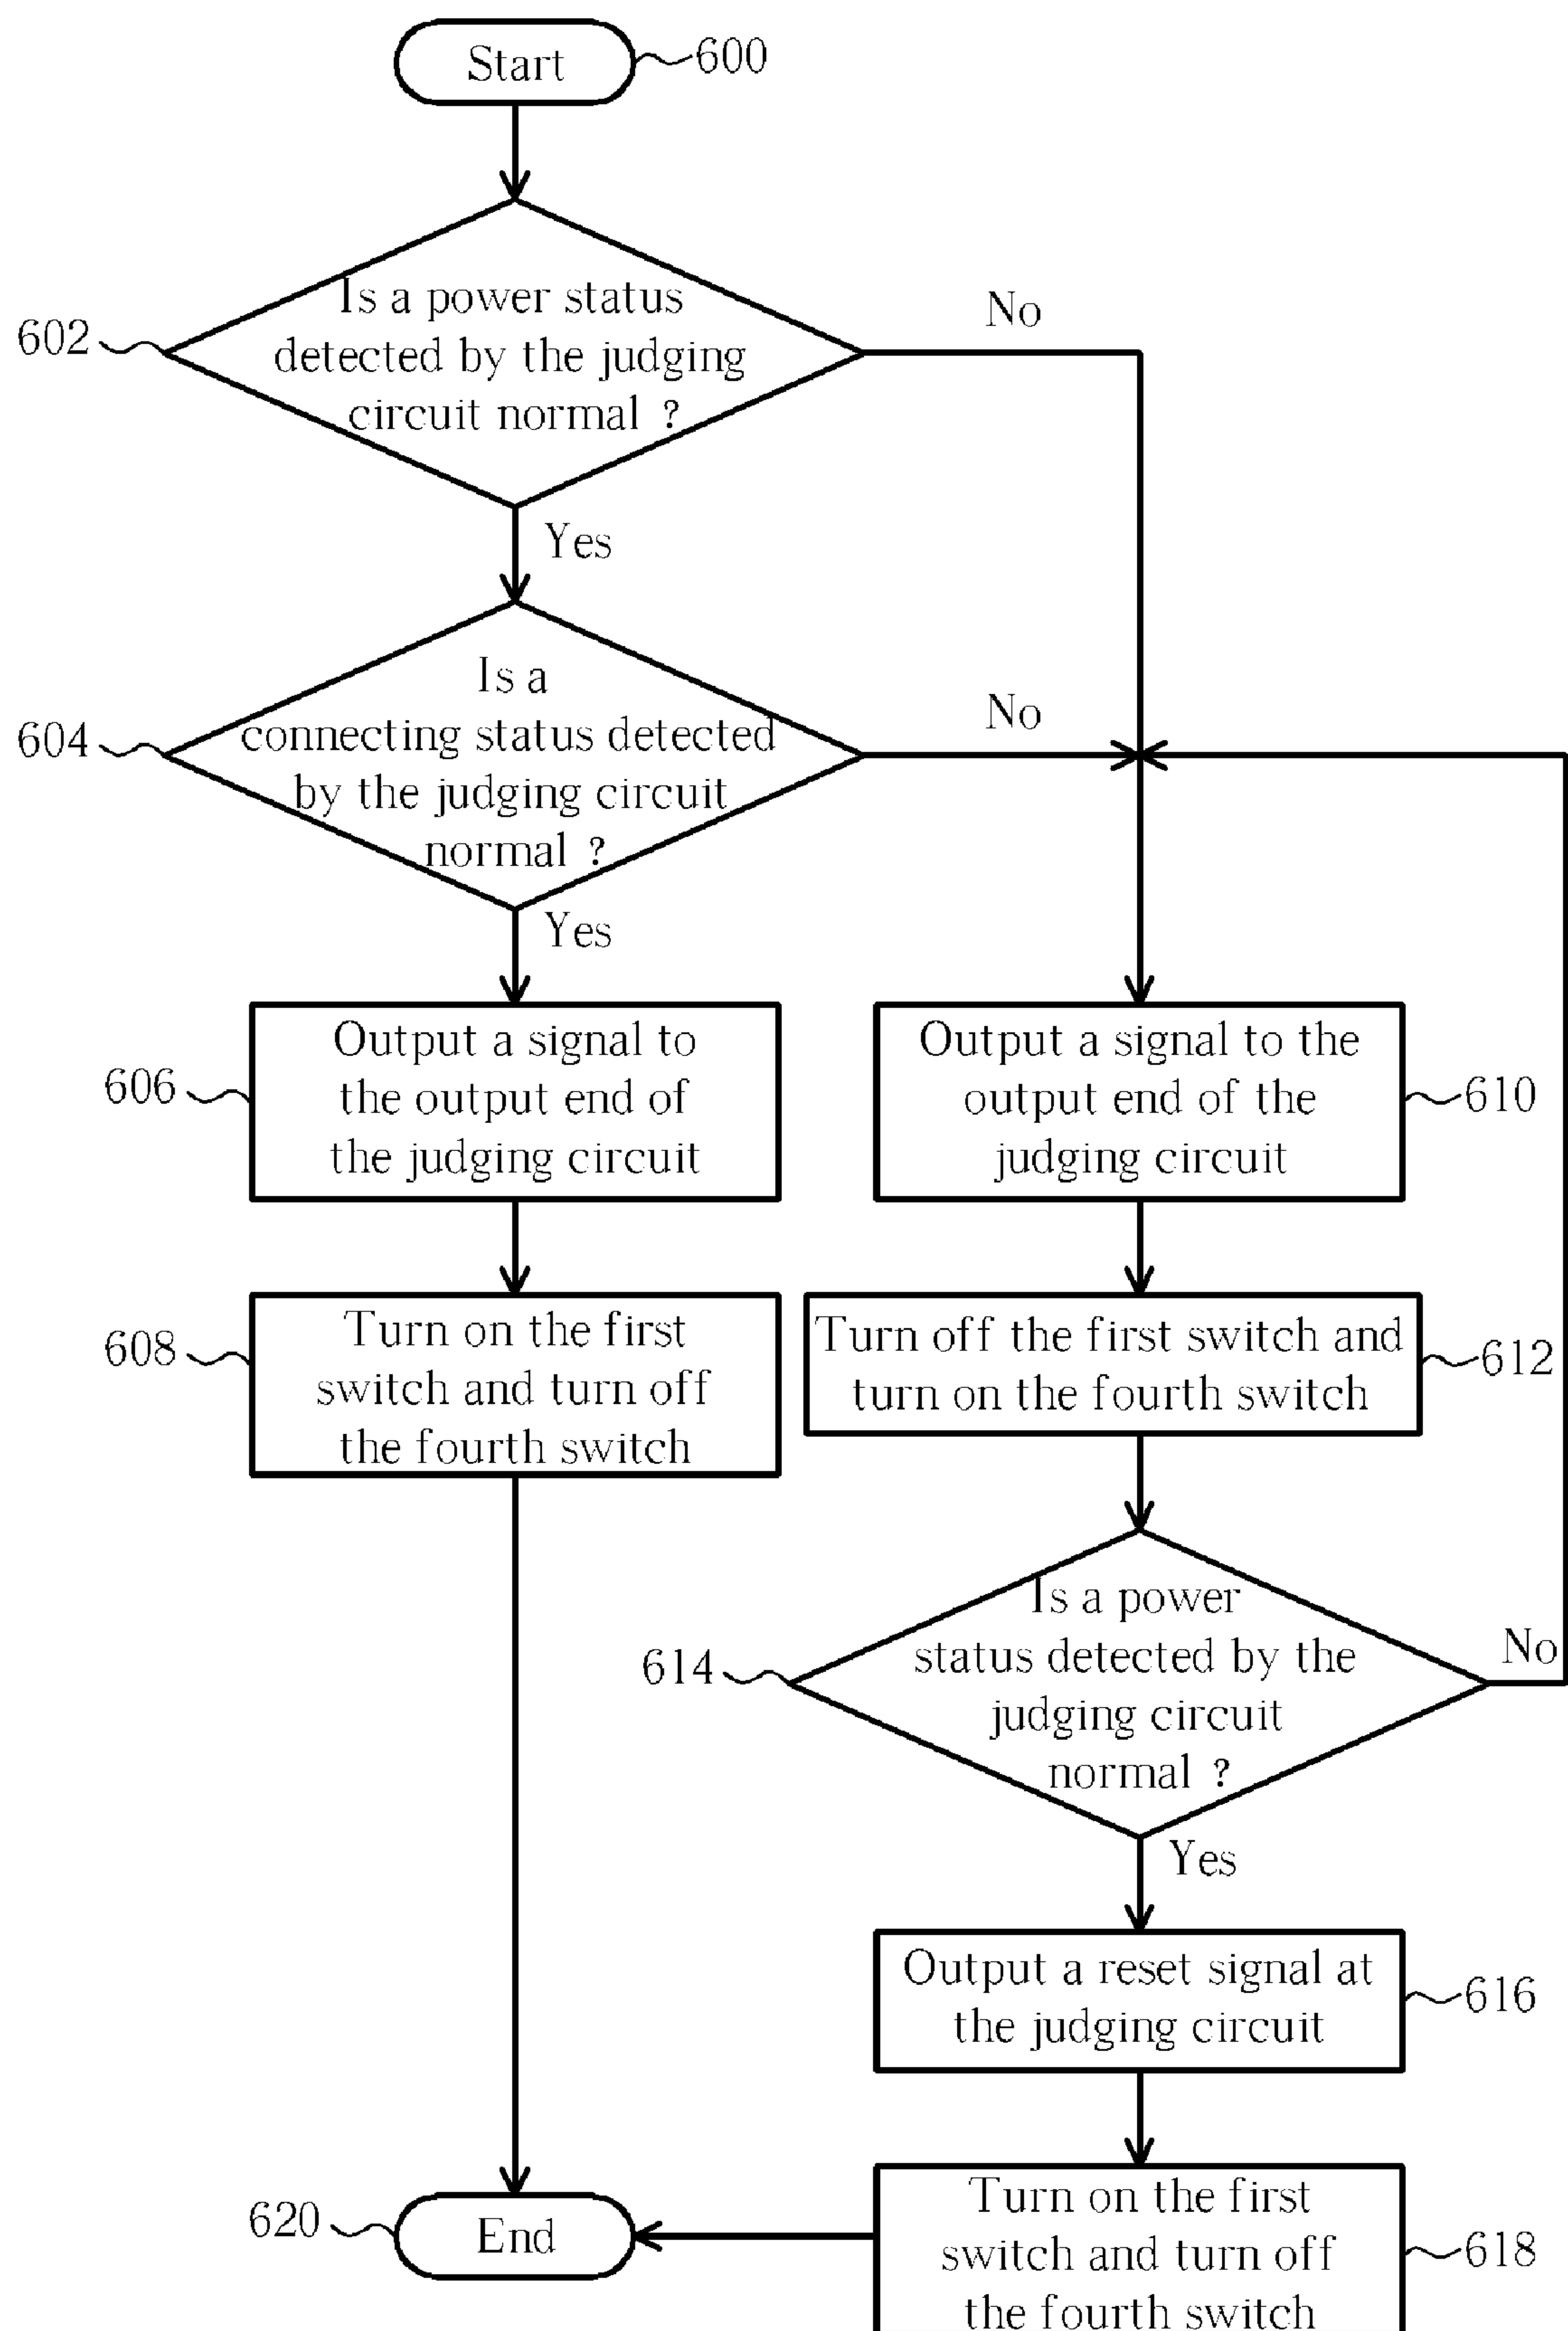 Start
600
602
Is a power status
detected by the judging
circuit normal ?
No
Yes
604
Is a
connecting status detected
by the judging circuit
normal ?
No
Yes
606
Output a signal to
the output end of
the judging circuit
Output a signal to the
output end of the
judging circuit
610
608
Turn on the first
switch and turn off
the fourth switch
Turn off the first switch and
turn on the fourth switch
612
614
Is a power
status detected by the
judging circuit
normal ?
No
Yes
Output a reset signal at
the judging circuit
616
620
End
Turn on the first
switch and turn off
the fourth switch
618